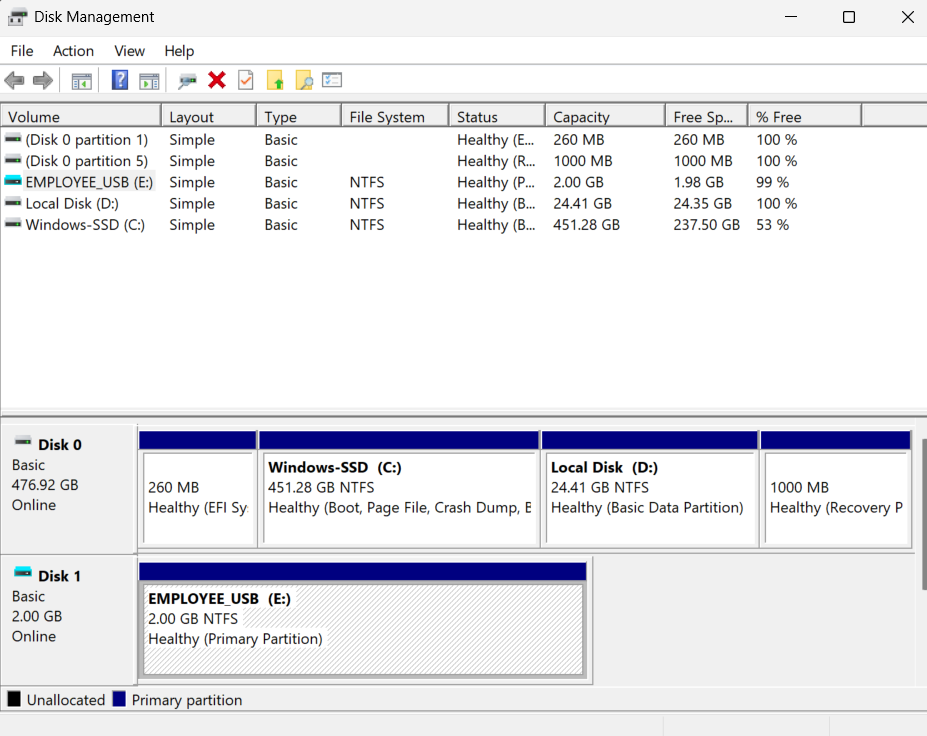 Disk Management
File Action View Help
Volume Layout Type File System Status Capacity Free Sp... % Free
(Disk 0 partition 1) Simple Basic Healthy (E... 260 MB 260 MB 100 %
(Disk 0 partition 5) Simple Basic Healthy (R... 1000 MB 1000 MB 100 %
EMPLOYEE_USB (E:) Simple Basic NTFS Healthy (P... 2.00 GB 1.98 GB 99 %
Local Disk (D:) Simple Basic NTFS Healthy (B... 24.41 GB 24.35 GB 100 %
Windows-SSD (C:) Simple Basic NTFS Healthy (B... 451.28 GB 237.50 GB 53 %
Disk 0
Basic
476.92 GB
Online
260 MB
Healthy (EFI Sy
Windows-SSD (C:)
451.28 GB NTFS
Healthy (Boot, Page File, Crash Dump, B
Local Disk (D:)
24.41 GB NTFS
Healthy (Basic Data Partition)
1000 MB
Healthy (Recovery P
Disk 1
Basic
2.00 GB
Online
EMPLOYEE_USB (E:)
2.00 GB NTFS
Healthy (Primary Partition)
Unallocated Primary partition